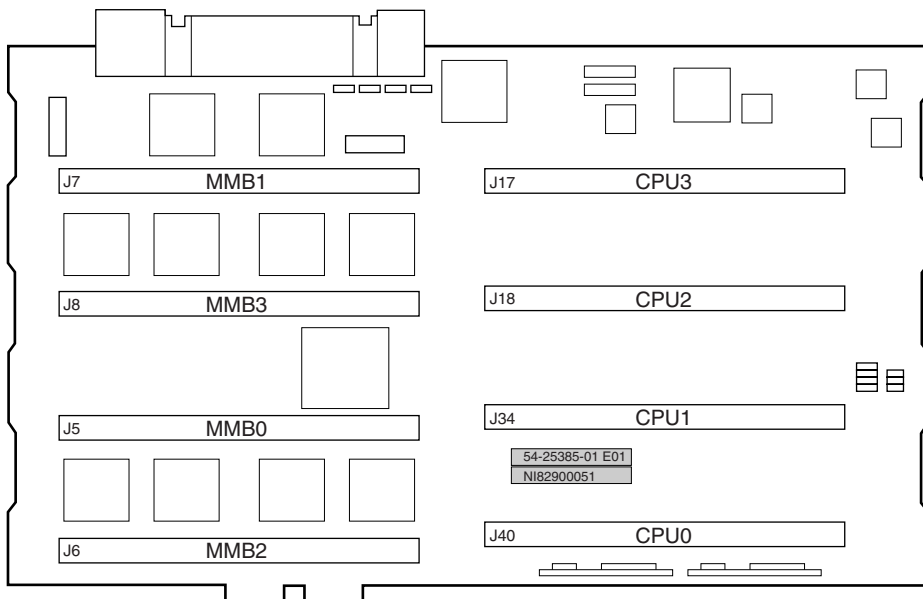 J7 MMB1
J17 CPU3
J8 MMB3
J18 CPU2
J5 MMB0
J34 CPU1
54-25385-01 E01
NI82900051
J6 MMB2
J40 CPU0